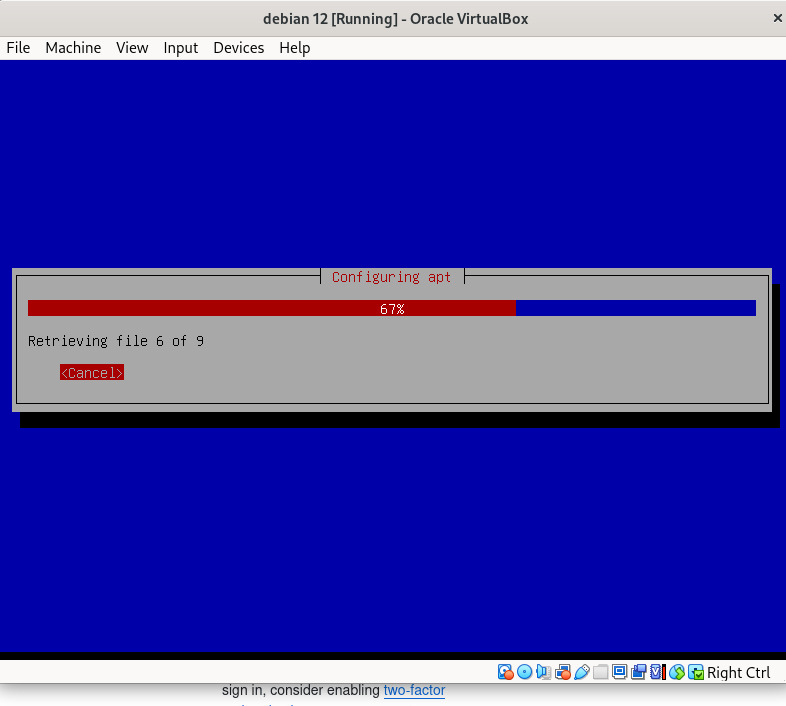 debian 12 [Running] - Oracle VirtualBox
File Machine View Input Devices Help
Configuring apt
67%
Retrieving file 6 of 9
<Cancel>
Right Ctrl
sign in, consider enabling two-factor